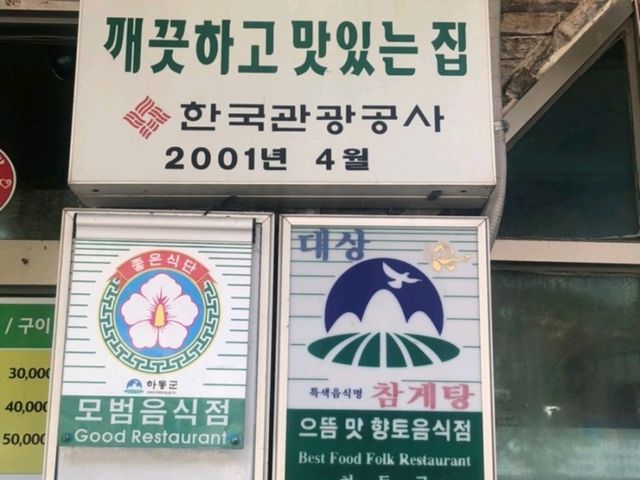 깨끗하고 맛있는 집
한국관광공사
2001년 4월
좋은식단
하동군
모범음식점
Good Restaurant
대상
특색음식명 참게탕
으뜸 맛 향토음식점
Best Food Folk Restaurant
하 동 군
/ 구이
30,000
40,000
50,000